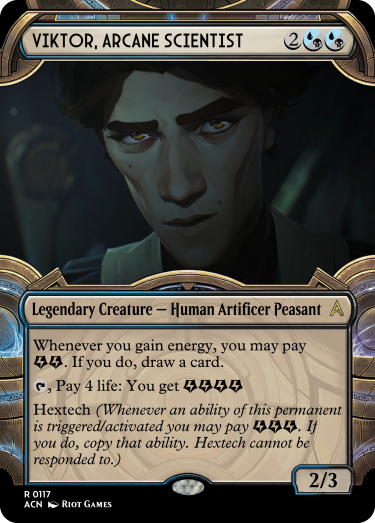 VIKTOR, ARCANE SCIENTIST 2
Legendary Creature — Human Artificer Peasant
Whenever you gain energy, you may pay
. If you do, draw a card.
, Pay 4 life: You get
Hextech (Whenever an ability of this permanent
is triggered/activated you may pay . If
you do, copy that ability. Hextech cannot be
responded to.)
2/3
R 0117
ACN RIOT GAMES